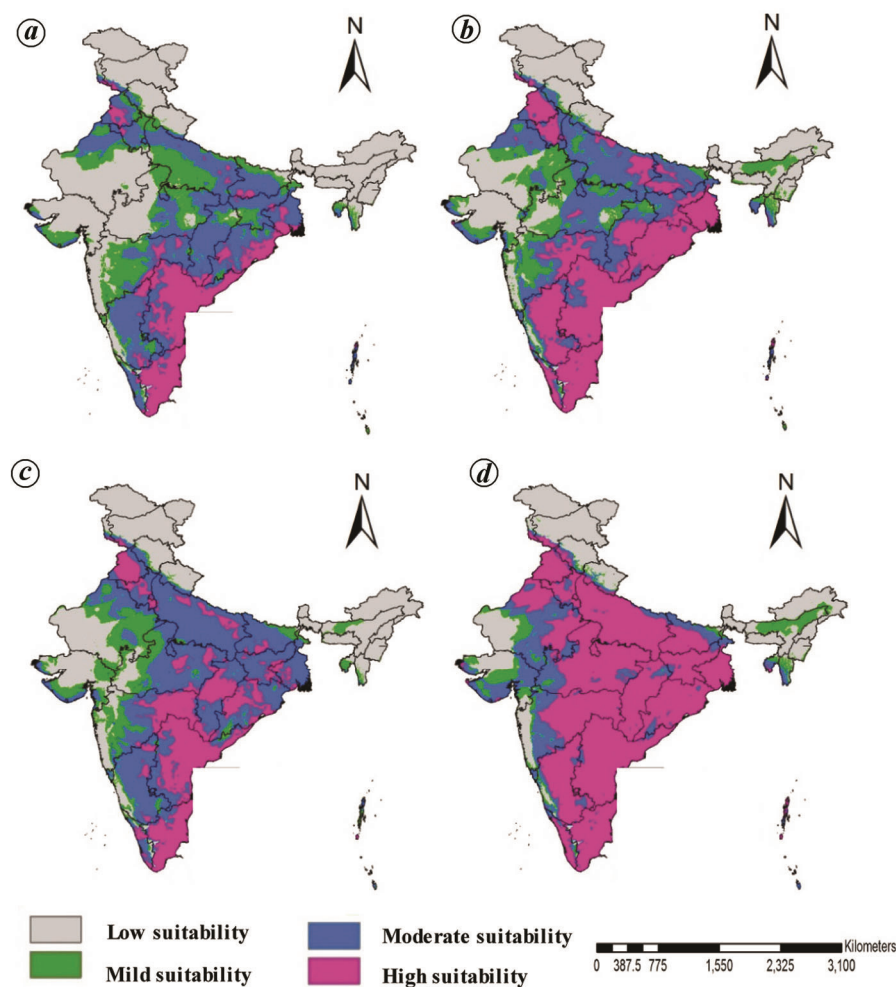 a
b
N
N
c
d
N
N
Low suitability
Mild suitability
Moderate suitability
High suitability
Kilometers
0 387.5 775 1,550 2,325 3,100